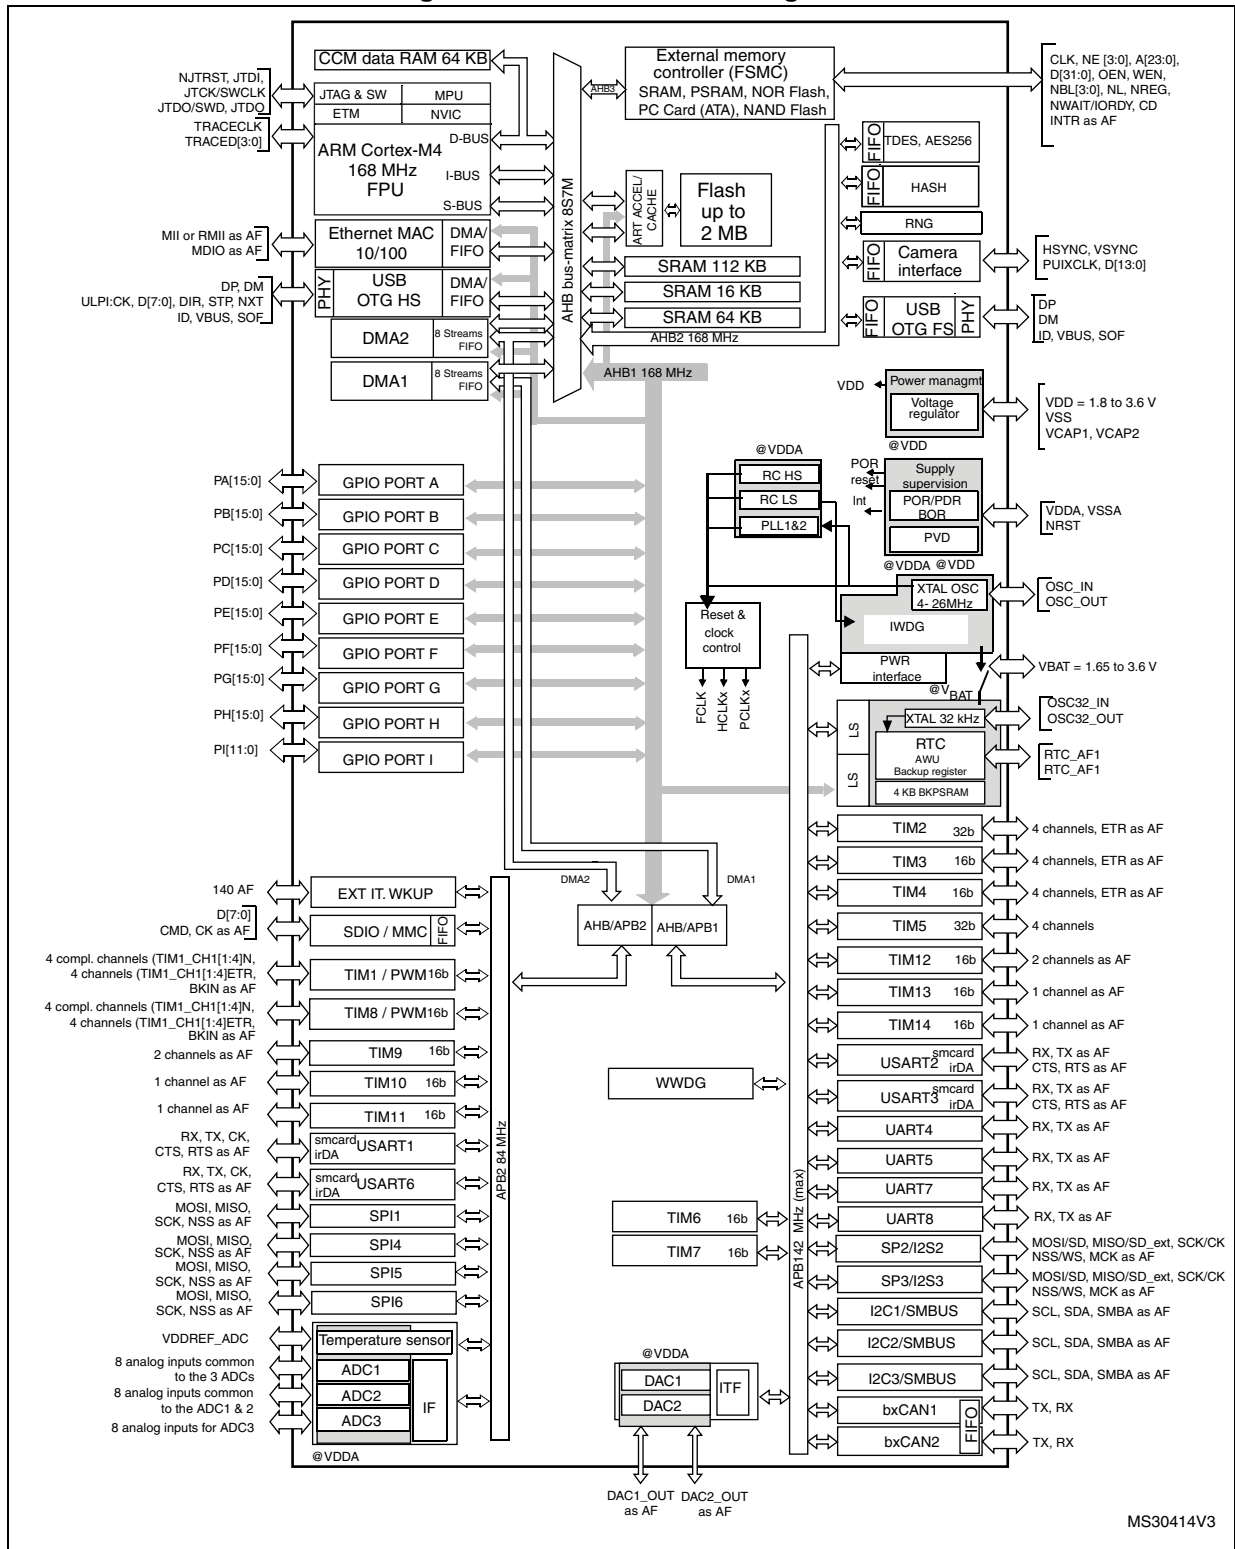 CCM data RAM 64 KB
External memory
controller (FSMC)
SRAM, PSRAM, NOR Flash,
PC Card (ATA), NAND Flash
CLK, NE [3:0], A[23:0],
D[31:0], OEN, WEN,
NBL[3:0], NL, NREG,
NWAIT/IORDY, CD
INTR as AF
NJTRST, JTDI,
JTCK/SWCLK
JTDO/SWD, JTDO
JTAG & SW
MPU
ETM
NVIC
TRACECLK
TRACED[3:0]
ARM Cortex-M4
168 MHz
FPU
D-BUS
I-BUS
S-BUS
AHB3
AHB bus-matrix 8S7M
ART ACCEL/
CACHE
Flash
up to
2 MB
SRAM 112 KB
SRAM 16 KB
SRAM 64 KB
AHB2 168 MHz
AHB1 168 MHz
FIFO
TDES, AES256
FIFO
HASH
RNG
FIFO
Camera
interface
HSYNC, VSYNC
PUIXCLK, D[13:0]
FIFO
USB
OTG FS
PHY
DP
DM
ID, VBUS, SOF
MII or RMII as AF
MDIO as AF
Ethernet MAC
10/100
DMA/
FIFO
DP, DM
ULPI:CK, D[7:0], DIR, STP, NXT
ID, VBUS, SOF
PHY
USB
OTG HS
DMA/
FIFO
DMA2
8 Streams
FIFO
DMA1
8 Streams
FIFO
VDD
Power managmt
Voltage
regulator
@VDD
VDD = 1.8 to 3.6 V
VSS
VCAP1, VCAP2
@VDDA
RC HS
RC LS
PLL1&2
POR
reset
Int
Supply
supervision
POR/PDR
BOR
PVD
@VDDA @VDD
VDDA, VSSA
NRST
XTAL OSC
4- 26MHz
IWDG
OSC_IN
OSC_OUT
PWR
interface
@VBAT
VBAT = 1.65 to 3.6 V
Reset &
clock
control
FCLK
HCLKx
PCLKx
LS
LS
XTAL 32 kHz
RTC
AWU
Backup register
4 KB BKPSRAM
OSC32_IN
OSC32_OUT
RTC_AF1
RTC_AF1
PA[15:0]
GPIO PORT A
PB[15:0]
GPIO PORT B
PC[15:0]
GPIO PORT C
PD[15:0]
GPIO PORT D
PE[15:0]
GPIO PORT E
PF[15:0]
GPIO PORT F
PG[15:0]
GPIO PORT G
PH[15:0]
GPIO PORT H
PI[11:0]
GPIO PORT I
DMA2
DMA1
AHB/APB2
AHB/APB1
140 AF
EXT IT. WKUP
D[7:0]
CMD, CK as AF
SDIO / MMC
FIFO
4 compl. channels (TIM1_CH1[1:4]N,
4 channels (TIM1_CH1[1:4]ETR,
BKIN as AF
TIM1 / PWM
16b
4 compl. channels (TIM1_CH1[1:4]N,
4 channels (TIM1_CH1[1:4]ETR,
BKIN as AF
TIM8 / PWM
16b
2 channels as AF
TIM9
16b
1 channel as AF
TIM10
16b
1 channel as AF
TIM11
16b
RX, TX, CK,
CTS, RTS as AF
smcard
irDA
USART1
RX, TX, CK,
CTS, RTS as AF
smcard
irDA
USART6
MOSI, MISO,
SCK, NSS as AF
SPI1
MOSI, MISO,
SCK, NSS as AF
SPI4
MOSI, MISO,
SCK, NSS as AF
SPI5
MOSI, MISO,
SCK, NSS as AF
SPI6
VDDREF_ADC
Temperature sensor
8 analog inputs common
to the 3 ADCs
ADC1
8 analog inputs common
to the ADC1 & 2
ADC2
8 analog inputs for ADC3
ADC3
IF
@VDDA
APB2 84 MHz
WWDG
TIM6
16b
TIM7
16b
@VDDA
DAC1
DAC2
ITF
DAC1_OUT
as AF
DAC2_OUT
as AF
APB142 MHz (max)
TIM2
32b
4 channels, ETR as AF
TIM3
16b
4 channels, ETR as AF
TIM4
16b
4 channels, ETR as AF
TIM5
32b
4 channels
TIM12
16b
2 channels as AF
TIM13
16b
1 channel as AF
TIM14
16b
1 channel as AF
USART2
smcard
irDA
RX, TX as AF
CTS, RTS as AF
USART3
smcard
irDA
RX, TX as AF
CTS, RTS as AF
UART4
RX, TX as AF
UART5
RX, TX as AF
UART7
RX, TX as AF
UART8
RX, TX as AF
SP2/I2S2
MOSI/SD, MISO/SD_ext, SCK/CK
NSS/WS, MCK as AF
SP3/I2S3
MOSI/SD, MISO/SD_ext, SCK/CK
NSS/WS, MCK as AF
I2C1/SMBUS
SCL, SDA, SMBA as AF
I2C2/SMBUS
SCL, SDA, SMBA as AF
I2C3/SMBUS
SCL, SDA, SMBA as AF
bxCAN1
TX, RX
bxCAN2
FIFO
TX, RX
MS30414V3